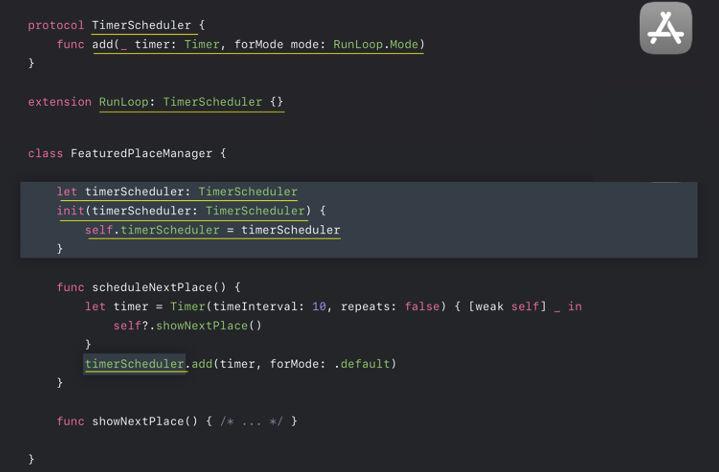 protocol TimerScheduler {
    func add(_ timer: Timer, forMode mode: RunLoop.Mode)
}
extension RunLoop: TimerScheduler {}
class FeaturedPlaceManager {
    let timerScheduler: TimerScheduler
    init(timerScheduler: TimerScheduler) {
        self.timerScheduler = timerScheduler
    }
    func scheduleNextPlace() {
        let timer = Timer(timeInterval: 10, repeats: false) { [weak self] _ in
            self?.showNextPlace()
        }
        timerScheduler.add(timer, forMode: .default)
    }
    func showNextPlace() { /* ... */ }
}